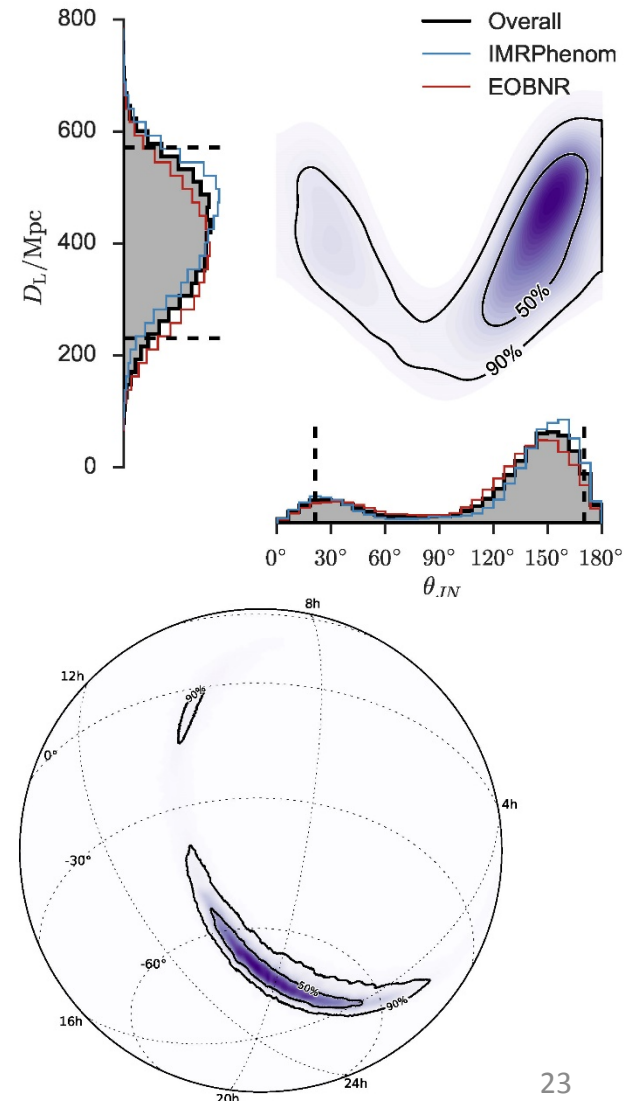 800
600
400
200
0
D_L/Mpc
Overall
IMRPhenom
EOBNR
50%
90%
0° 30° 60° 90° 120° 150° 180°
θ_JN
8h
12h
90%
0°
4h
-30°
-60°
50%
90%
16h
24h
20h
23